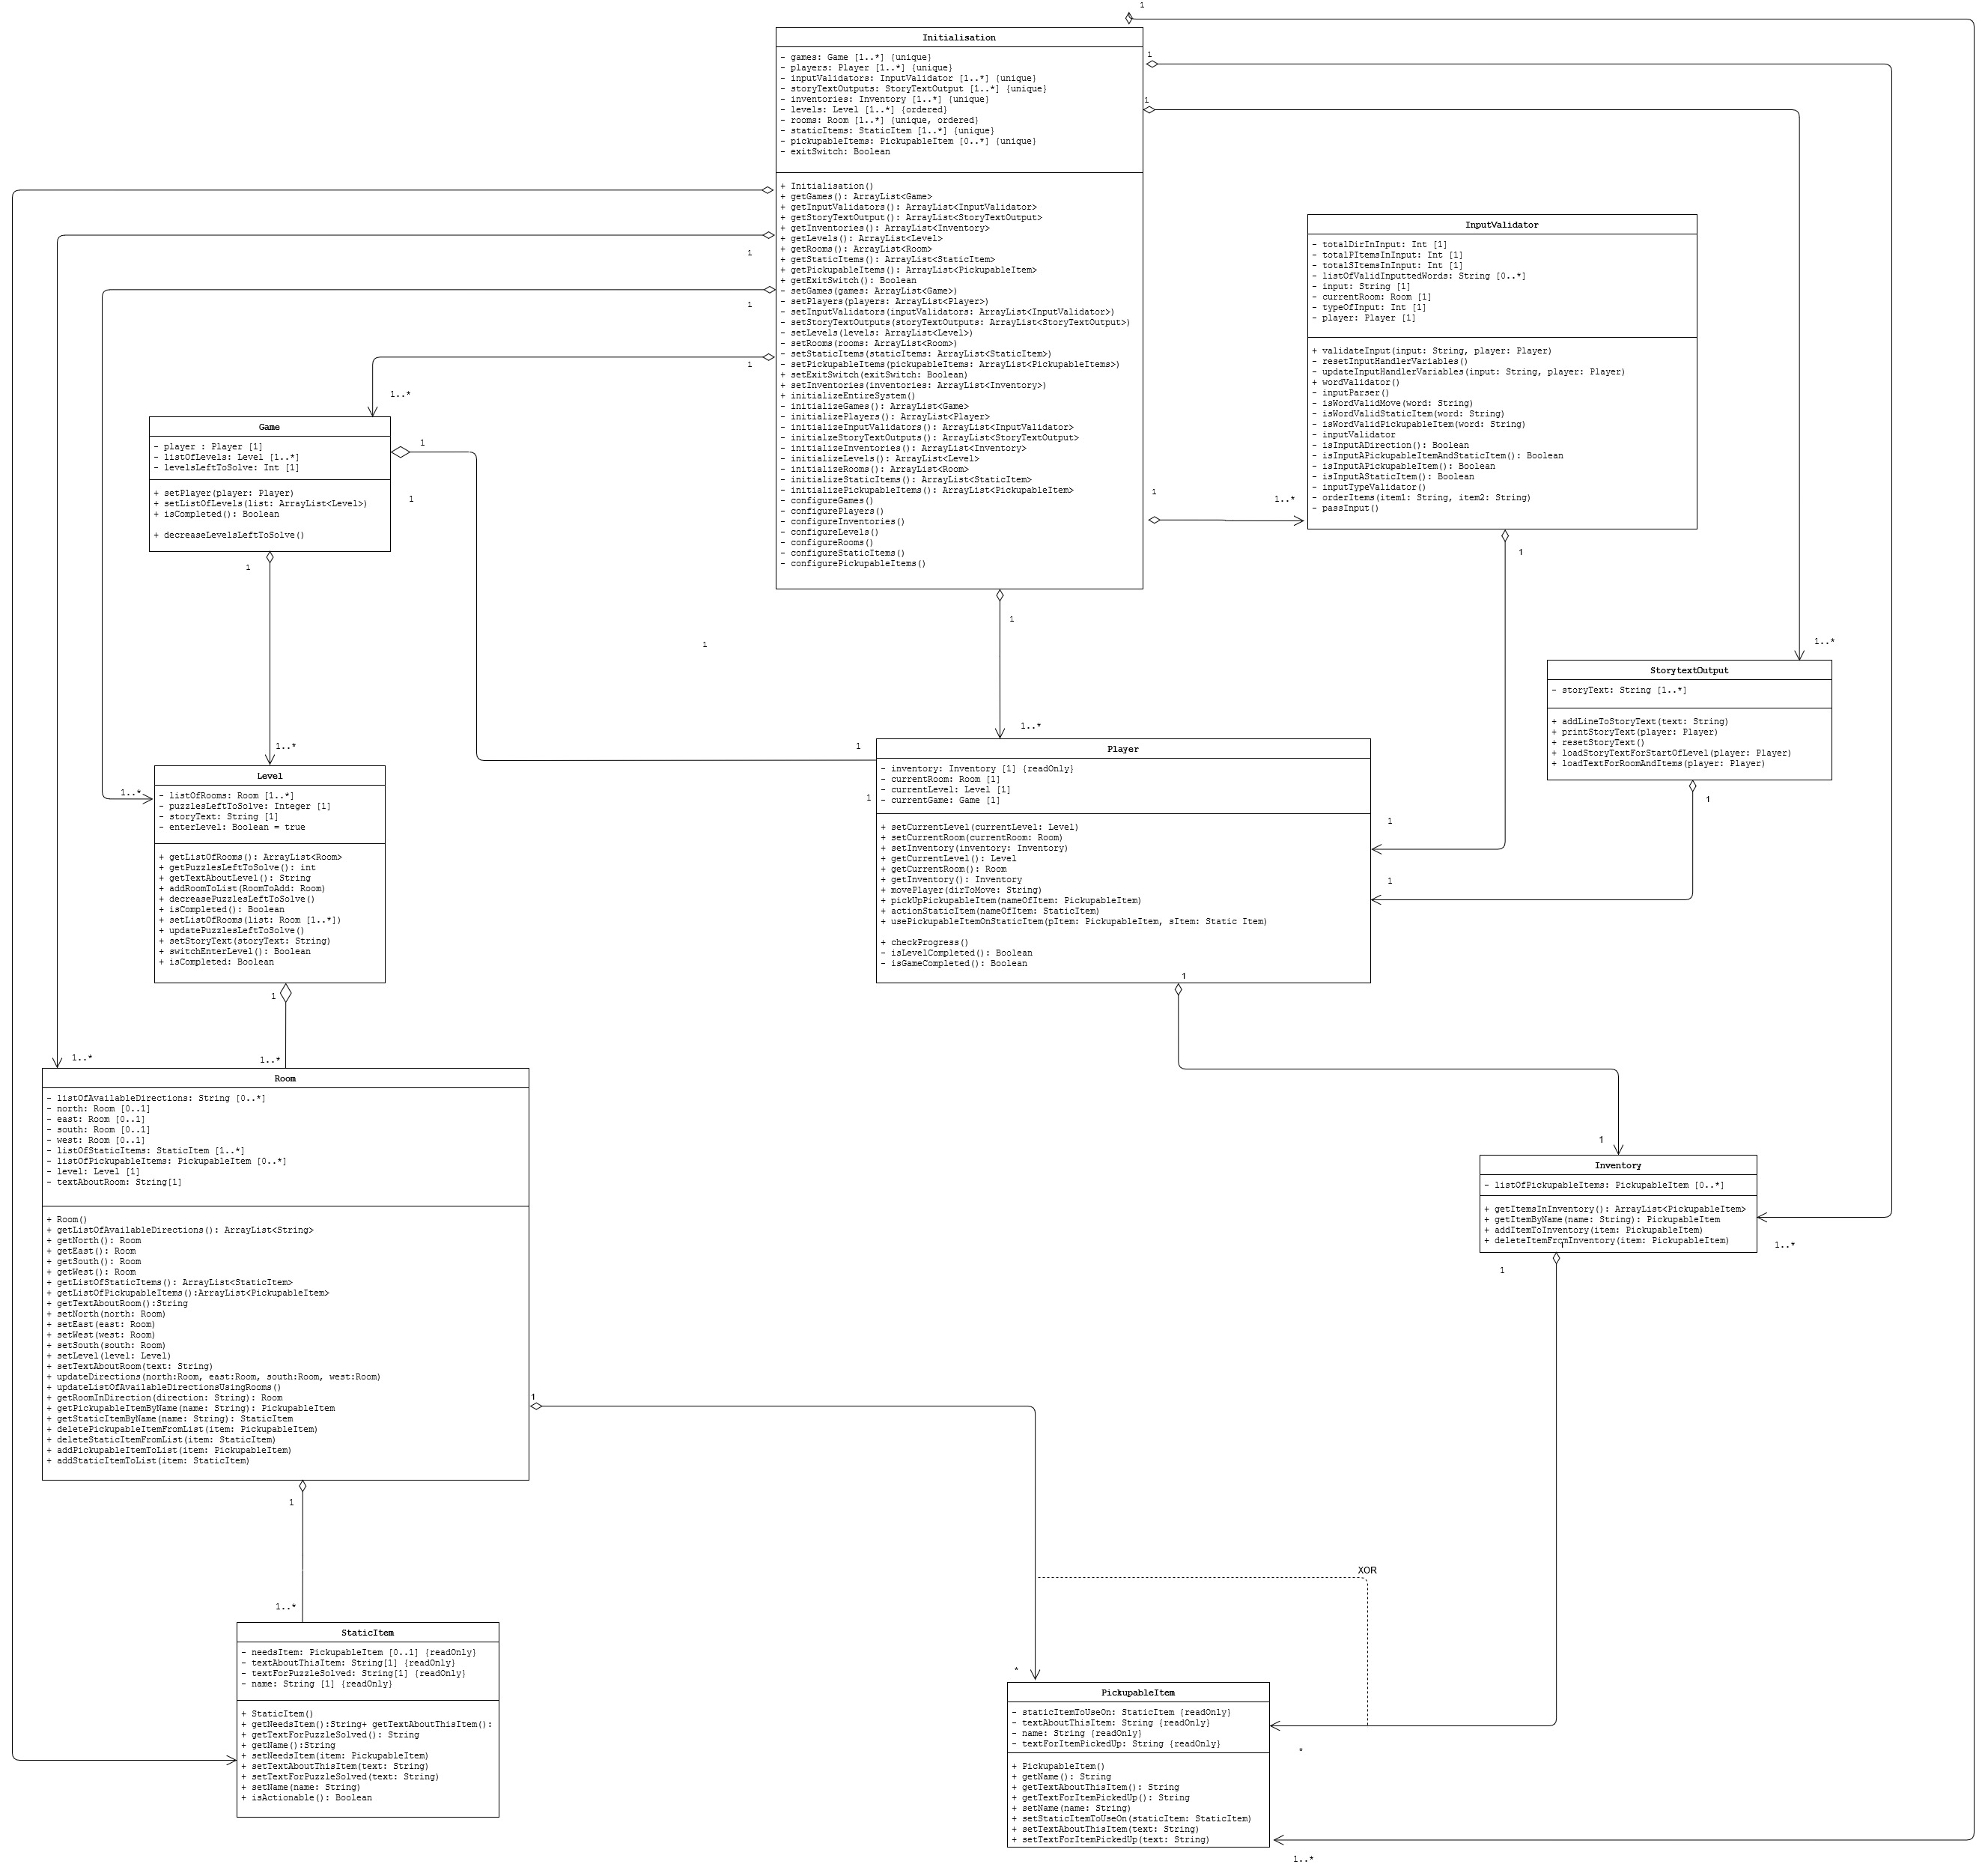 1
Initialisation
- games: Game [1..*] {unique}
- players: Player [1..*] {unique}
- inputValidators: InputValidator [1..*] {unique}
- storyTextOutputs: StoryTextOutput [1..*] {unique}
- inventories: Inventory [1..*] {unique}
- levels: Level [1..*] {ordered}
- rooms: Room [1..*] {unique, ordered}
- staticItems: StaticItem [1..*] {unique}
- pickupableItems: PickupableItem [0..*] {unique}
- exitSwitch: Boolean
+ Initialisation()
+ getGames(): ArrayList<Game>
+ getInputValidators(): ArrayList<InputValidator>
+ getStoryTextOutput(): ArrayList<StoryTextOutput>
+ getInventories(): ArrayList<Inventory>
+ getLevels(): ArrayList<Level>
+ getRooms(): ArrayList<Room>
+ getStaticItems(): ArrayList<StaticItem>
+ getPickupableItems(): ArrayList<PickupableItem>
+ getExitSwitch(): Boolean
- setGames(games: ArrayList<Game>)
- setPlayers(players: ArrayList<Player>)
- setInputValidators(inputValidators: ArrayList<InputValidator>)
- setStoryTextOutputs(storyTextOutputs: ArrayList<StoryTextOutput>)
- setLevels(levels: ArrayList<Level>)
- setRooms(rooms: ArrayList<Room>)
- setStaticItems(staticItems: ArrayList<StaticItem>)
- setPickupableItems(pickupableItems: ArrayList<PickupableItems>)
+ setExitSwitch(exitSwitch: Boolean)
+ setInventories(inventories: ArrayList<Inventory>)
+ initializeEntireSystem()
- initializeGames(): ArrayList<Game>
- initializePlayers(): ArrayList<Player>
- initializeInputValidators(): ArrayList<InputValidator>
- initialzeStoryTextOutputs(): ArrayList<StoryTextOutput>
- initializeInventories(): ArrayList<Inventory>
- initializeLevels(): ArrayList<Level>
- initializeRooms(): ArrayList<Room>
- initializeStaticItems(): ArrayList<StaticItem>
- initializePickupableItems(): ArrayList<PickupableItem>
- configureGames()
- configurePlayers()
- configureInventories()
- configureLevels()
- configureRooms()
- configureStaticItems()
- configurePickupableItems()
1
1
1
1
1
1
1..*
1
1..*
InputValidator
- totalDirInInput: Int [1]
- totalPItemsInInput: Int [1]
- totalSItemsInInput: Int [1]
- listOfValidInputtedWords: String [0..*]
- input: String [1]
- currentRoom: Room [1]
- typeOfInput: Int [1]
- player: Player [1]
+ validateInput(input: String, player: Player)
- resetInputHandlerVariables()
- updateInputHandlerVariables(input: String, player: Player)
+ wordValidator()
- inputParser()
- isWordValidMove(word: String)
- isWordValidStaticItem(word: String)
- isWordValidPickupableItem(word: String)
- inputValidator
- isInputADirection(): Boolean
- isInputAPickupableItemAndStaticItem(): Boolean
- isInputAPickupableItem(): Boolean
- isInputAStaticItem(): Boolean
- inputTypeValidator()
- orderItems(item1: String, item2: String)
- passInput()
1
Game
- player : Player [1]
- listOfLevels: Level [1..*]
- levelsLeftToSolve: Int [1]
+ setPlayer(player: Player)
+ setListOfLevels(list: ArrayList<Level>)
+ isCompleted(): Boolean
+ decreaseLevelsLeftToSolve()
1
1
1
1
1
1..*
1..*
StorytextOutput
- storyText: String [1..*]
+ addLineToStoryText(text: String)
+ printStoryText(player: Player)
+ resetStoryText()
+ loadStoryTextForStartOfLevel(player: Player)
+ loadTextForRoomAndItems(player: Player)
1
1..*
1..*
Level
- listOfRooms: Room [1..*]
- puzzlesLeftToSolve: Integer [1]
- storyText: String [1]
- enterLevel: Boolean = true
+ getListOfRooms(): ArrayList<Room>
+ getPuzzlesLeftToSolve(): int
+ getTextAboutLevel(): String
+ addRoomToList(RoomToAdd: Room)
+ decreasePuzzlesLeftToSolve()
+ isCompleted(): Boolean
+ setListOfRooms(list: Room [1..*])
+ updatePuzzlesLeftToSolve()
+ setStoryText(storyText: String)
+ switchEnterLevel(): Boolean
+ isCompleted: Boolean
1
1..*
1..*
1
1
Player
- inventory: Inventory [1] {readOnly}
- currentRoom: Room [1]
- currentLevel: Level [1]
- currentGame: Game [1]
+ setCurrentLevel(currentLevel: Level)
+ setCurrentRoom(currentRoom: Room)
+ setInventory(inventory: Inventory)
+ getCurrentLevel(): Level
+ getCurrentRoom(): Room
+ getInventory(): Inventory
+ movePlayer(dirToMove: String)
+ pickUpPickupableItem(nameOfItem: PickupableItem)
+ actionStaticItem(nameOfItem: StaticItem)
+ usePickupableItemOnStaticItem(pItem: PickupableItem, sItem: Static Item)
+ checkProgress()
- isLevelCompleted(): Boolean
- isGameCompleted(): Boolean
1
1
1
1
Room
- listOfAvailableDirections: String [0..*]
- north: Room [0..1]
- east: Room [0..1]
- south: Room [0..1]
- west: Room [0..1]
- listOfStaticItems: StaticItem [1..*]
- listOfPickupableItems: PickupableItem [0..*]
- level: Level [1]
- textAboutRoom: String[1]
+ Room()
+ getListOfAvailableDirections(): ArrayList<String>
+ getNorth(): Room
+ getEast(): Room
+ getSouth(): Room
+ getWest(): Room
+ getListOfStaticItems(): ArrayList<StaticItem>
+ getListOfPickupableItems():ArrayList<PickupableItem>
+ getTextAboutRoom():String
+ setNorth(north: Room)
+ setEast(east: Room)
+ setWest(west: Room)
+ setSouth(south: Room)
+ setLevel(level: Level)
+ setTextAboutRoom(text: String)
+ updateDirections(north:Room, east:Room, south:Room, west:Room)
+ updateListOfAvailableDirectionsUsingRooms()
+ getRoomInDirection(direction: String): Room
+ getPickupableItemByName(name: String): PickupableItem
+ getStaticItemByName(name: String): StaticItem
+ deletePickupableItemFromList(item: PickupableItem)
+ deleteStaticItemFromList(item: StaticItem)
+ addPickupableItemToList(item: PickupableItem)
+ addStaticItemToList(item: StaticItem)
1
1
1..*
Inventory
- listOfPickupableItems: PickupableItem [0..*]
+ getItemsInInventory(): ArrayList<PickupableItem>
+ getItemByName(name: String): PickupableItem
+ addItemToInventory(item: PickupableItem)
+ deleteItemFromInventory(item: PickupableItem)
1
1
1..*
XOR
StaticItem
- needsItem: PickupableItem [0..1] {readOnly}
- textAboutThisItem: String[1] {readOnly}
- textForPuzzleSolved: String[1] {readOnly}
- name: String [1] {readOnly}
+ StaticItem()
+ getNeedsItem():String+ getTextAboutThisItem():
+ getTextForPuzzleSolved(): String
+ getName():String
+ setNeedsItem(item: PickupableItem)
+ setTextAboutThisItem(text: String)
+ setTextForPuzzleSolved(text: String)
+ setName(name: String)
+ isActionable(): Boolean
*
PickupableItem
- staticItemToUseOn: StaticItem {readOnly}
- textAboutThisItem: String {readOnly}
- name: String {readOnly}
- textForItemPickedUp: String {readOnly}
+ PickupableItem()
+ getName(): String
+ getTextAboutThisItem(): String
+ getTextForItemPickedUp(): String
+ setName(name: String)
+ setStaticItemToUseOn(staticItem: StaticItem)
+ setTextAboutThisItem(text: String)
+ setTextForItemPickedUp(text: String)
*
1..*